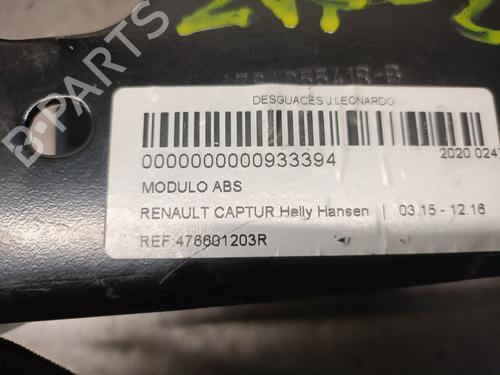 DESGUACES J.LEONARDO
0000000000933394
2020 024
MODULO ABS
RENAULT CAPTUR Helly Hansen | 03.15 - 12.16
REF:476601203R
B-PARTS